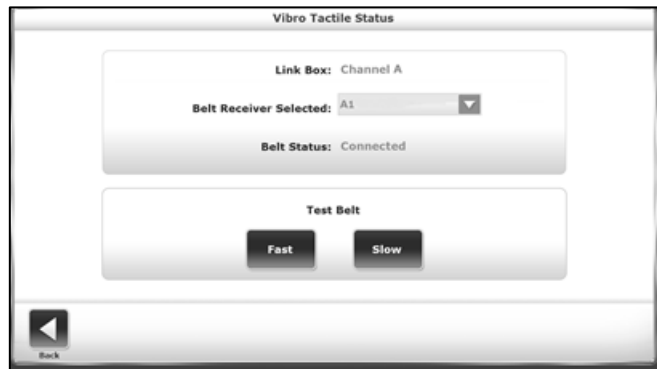 Vibro Tactile Status
Link Box: Channel A
Belt Receiver Selected: A1
Belt Status: Connected
Test Belt
Fast Slow
Back